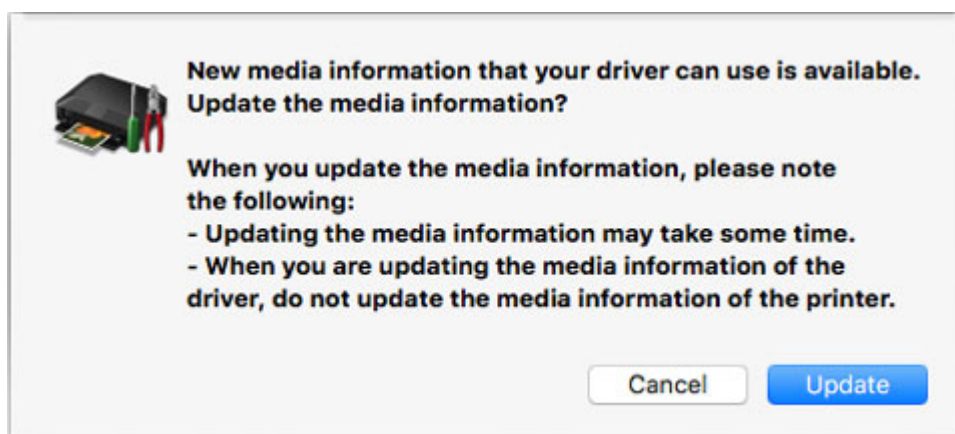 New media information that your driver can use is available.
Update the media information?
When you update the media information, please note
the following:
- Updating the media information may take some time.
- When you are updating the media information of the
driver, do not update the media information of the printer.
Cancel
Update